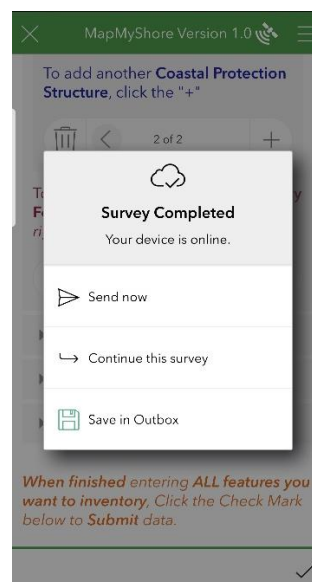 MapMyShore Version 1.0
To add another Coastal Protection
Structure, click the "+"
2 of 2
Survey Completed
Your device is online.
Send now
Continue this survey
Save in Outbox
When finished entering ALL features you
want to inventory, Click the Check Mark
below to Submit data.